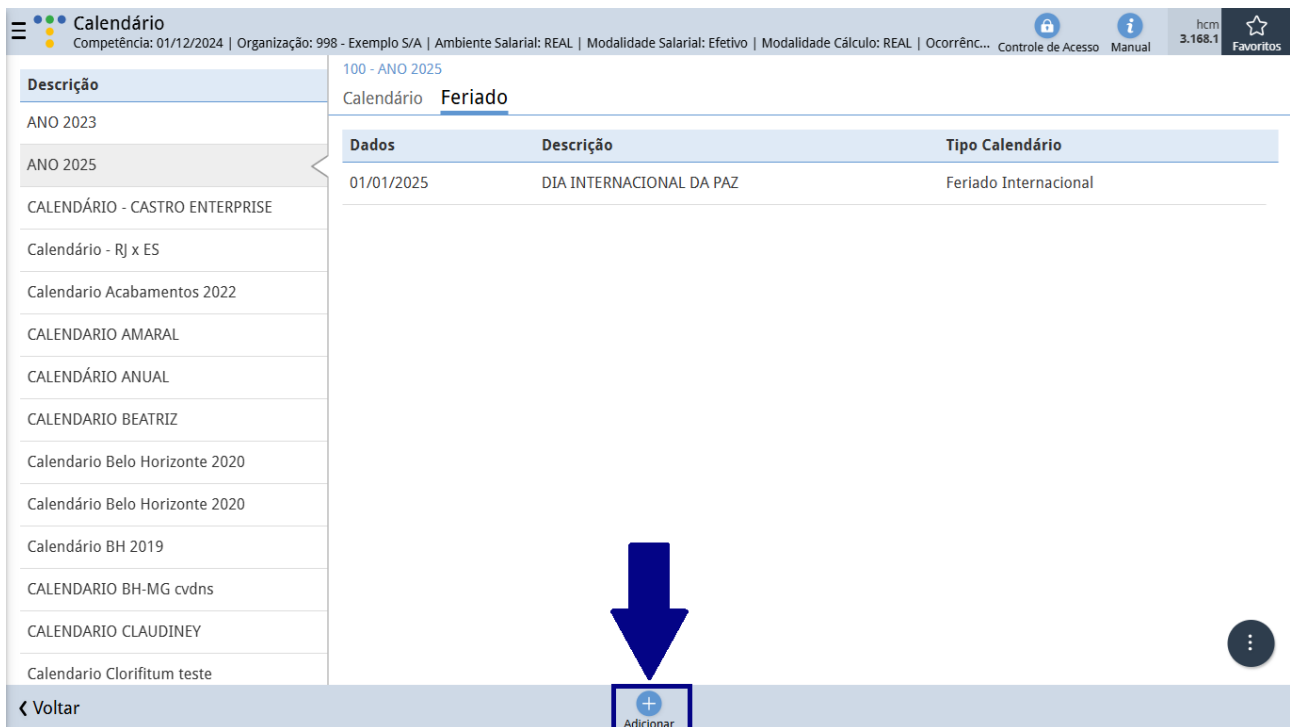 Calendário
Competência: 01/12/2024 | Organização: 998 - Exemplo S/A | Ambiente Salarial: REAL | Modalidade Salarial: Efetivo | Modalidade Cálculo: REAL | Ocorrênc...
Controle de Acesso
Manual
hcm
3.168.1
Favoritos
Descrição
ANO 2023
ANO 2025
CALENDÁRIO - CASTRO ENTERPRISE
Calendário - RJ x ES
Calendario Acabamentos 2022
CALENDARIO AMARAL
CALENDÁRIO ANUAL
CALENDARIO BEATRIZ
Calendario Belo Horizonte 2020
Calendário Belo Horizonte 2020
Calendário BH 2019
CALENDARIO BH-MG cvdns
CALENDARIO CLAUDINEY
Calendario Clorifitum teste
100 - ANO 2025
Calendário Feriado
Dados Descrição Tipo Calendário
01/01/2025 DIA INTERNACIONAL DA PAZ Feriado Internacional
Voltar
Adicionar